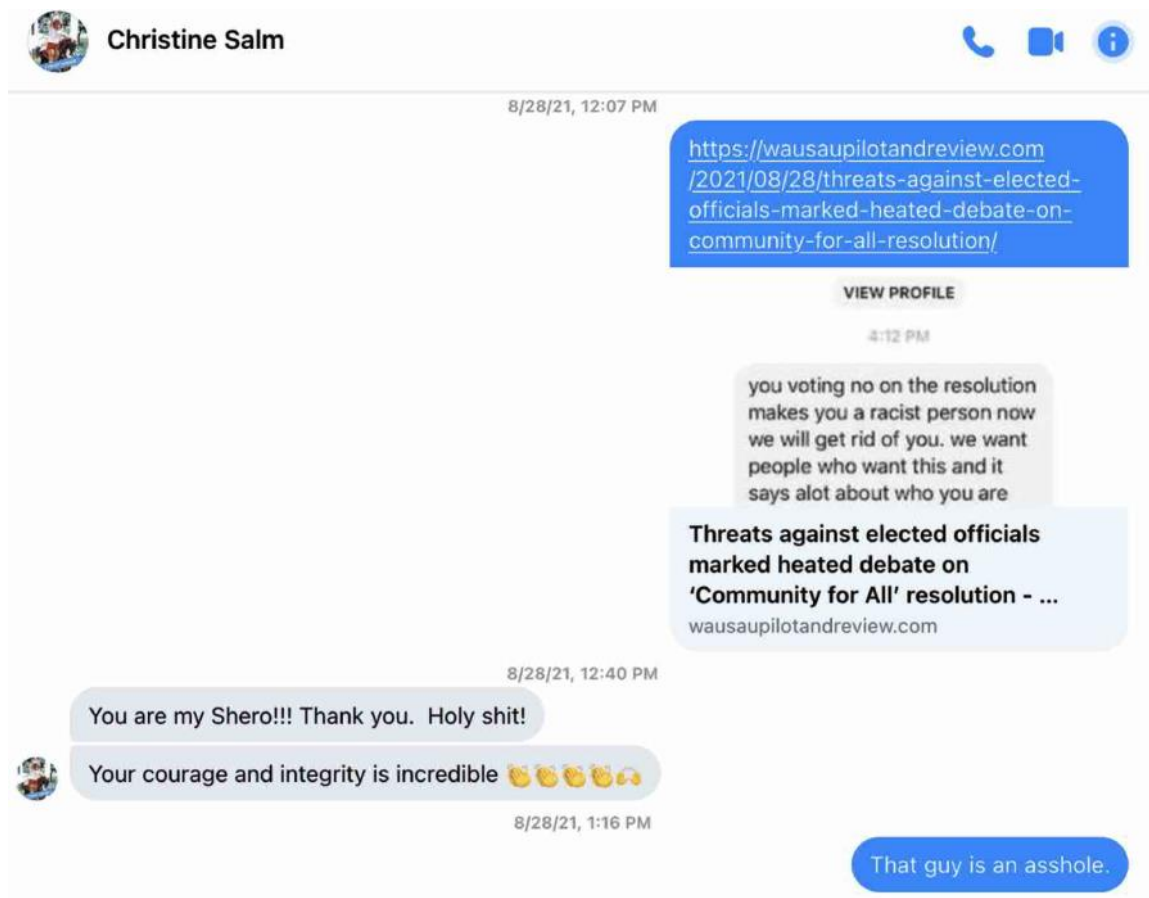 Christine Salm
8/28/21, 12:07 PM
https://wausaupilotandreview.com
/2021/08/28/threats-against-elected-
officials-marked-heated-debate-on-
community-for-all-resolution/
VIEW PROFILE
4:12 PM
you voting no on the resolution
makes you a racist person now
we will get rid of you. we want
people who want this and it
says alot about who you are
Threats against elected officials
marked heated debate on
‘Community for All’ resolution - ...
wausaupilotandreview.com
8/28/21, 12:40 PM
You are my Shero!!! Thank you.  Holy shit!
Your courage and integrity is incredible 👏👏👏👏🙌
8/28/21, 1:16 PM
That guy is an asshole.